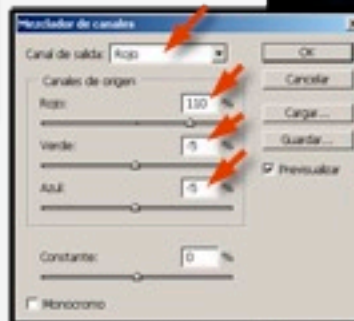 Mezclador de canales
Canal de salida: Rojo
OK
Canales de origen
Cancelar
Rojo: 110 %
Cargar...
Verde: -5 %
Guardar...
Azul: -5 %
Previsualizar
Constante: 0 %
Monocromo